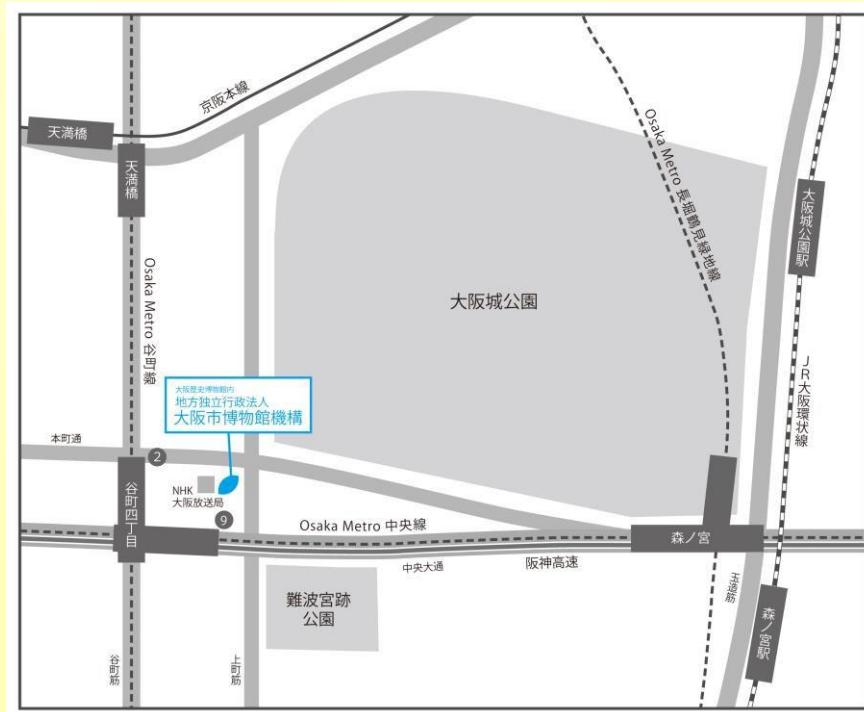 京阪本線
天満橋
天満橋
Osaka Metro 谷町線
Osaka Metro 長堀鶴見緑地線
大阪城公園駅
大阪城公園
JR大阪環状線
大阪歴史博物館内
地方独立行政法人
大阪市博物館機構
本町通
2
谷町四丁目
NHK
大阪放送局
9
Osaka Metro 中央線
森ノ宮
中央大通
阪神高速
玉造筋
難波宮跡
公園
森ノ宮駅
谷町筋
上町筋